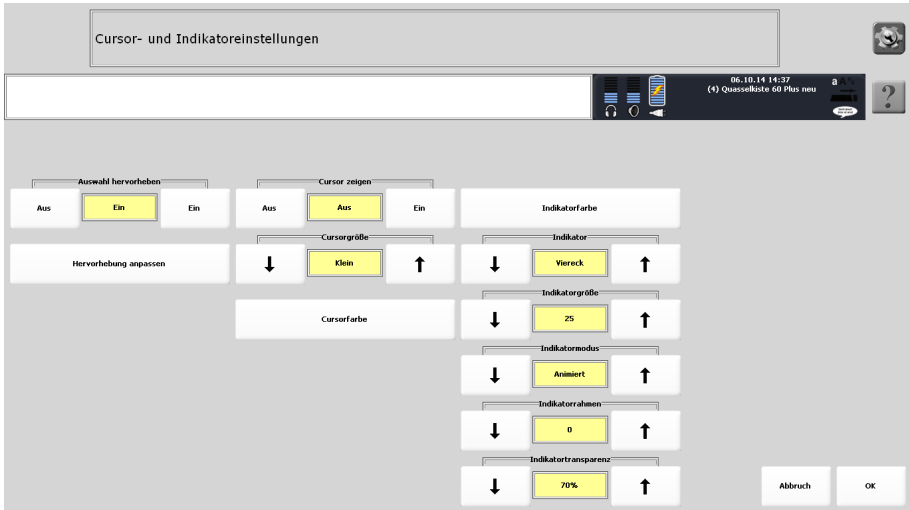 Cursor- und Indikatoreinstellungen
06.10.14 14:37
(4) Quasselkiste 60 Plus neu
a
?
Auswahl hervorheben
Aus
Ein
Ein
Cursor zeigen
Aus
Aus
Ein
Indikatorfarbe
Hervorhebung anpassen
Cursorgröße
Klein
Indikator
Viereck
Cursorfarbe
Indikatorgröße
25
Indikatormodus
Animiert
Indikatorrahmen
0
Indikatortransparenz
70%
Abbruch
OK